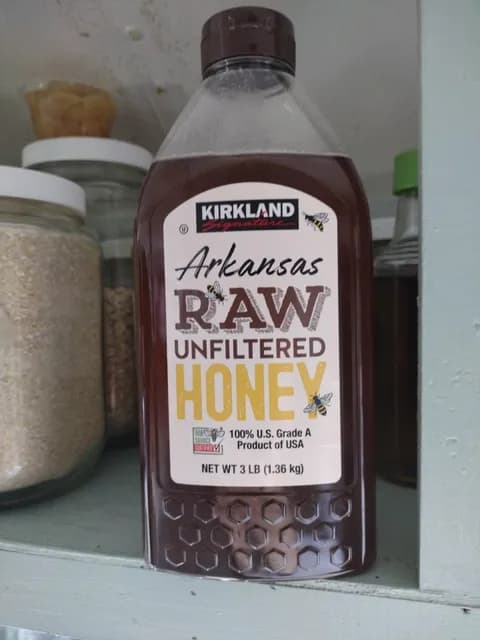 KIRKLAND
Signature
Arkansas
RAW
UNFILTERED
HONEY
100% U.S. Grade A
Product of USA
NET WT 3 LB (1.36 kg)